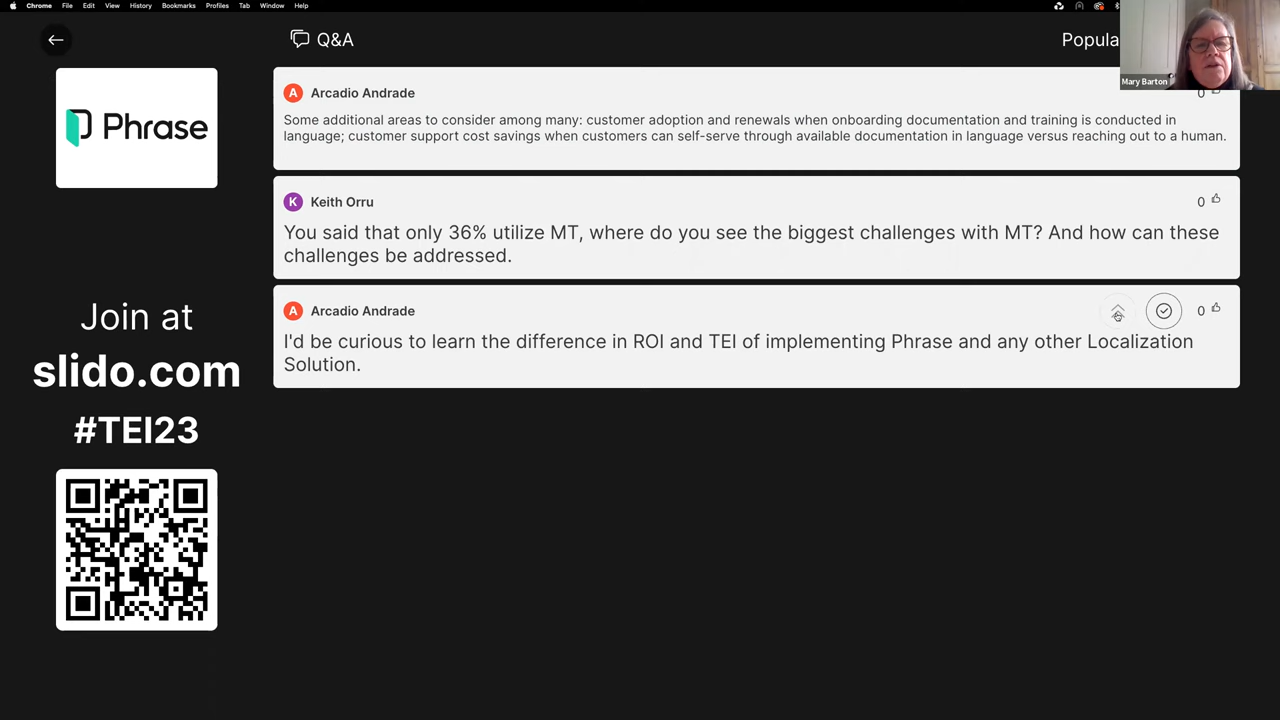 Chrome File Edit View History Bookmarks Profiles Tab Window Help
Q&A
Popula
Mary Barton
Phrase
A Arcadio Andrade
0
Some additional areas to consider among many: customer adoption and renewals when onboarding documentation and training is conducted in
language; customer support cost savings when customers can self-serve through available documentation in language versus reaching out to a human.
K Keith Orru
0
You said that only 36% utilize MT, where do you see the biggest challenges with MT? And how can these
challenges be addressed.
A Arcadio Andrade
0
I'd be curious to learn the difference in ROI and TEI of implementing Phrase and any other Localization
Solution.
Join at
slido.com
#TEI23